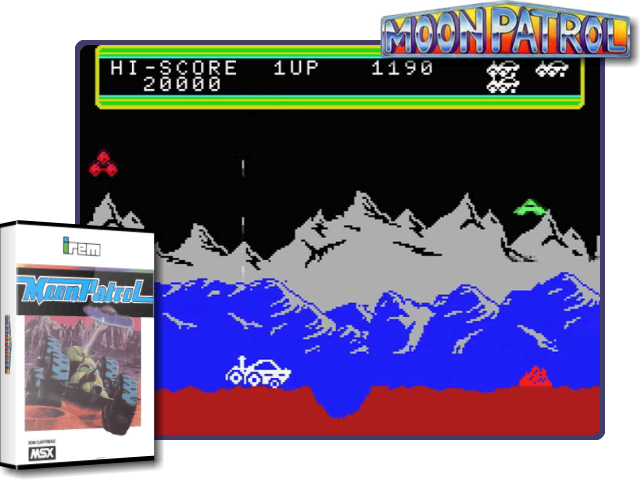 MOON PATROL
HI-SCORE 1UP 1190
20000
irem
MoonPatrol
MSX